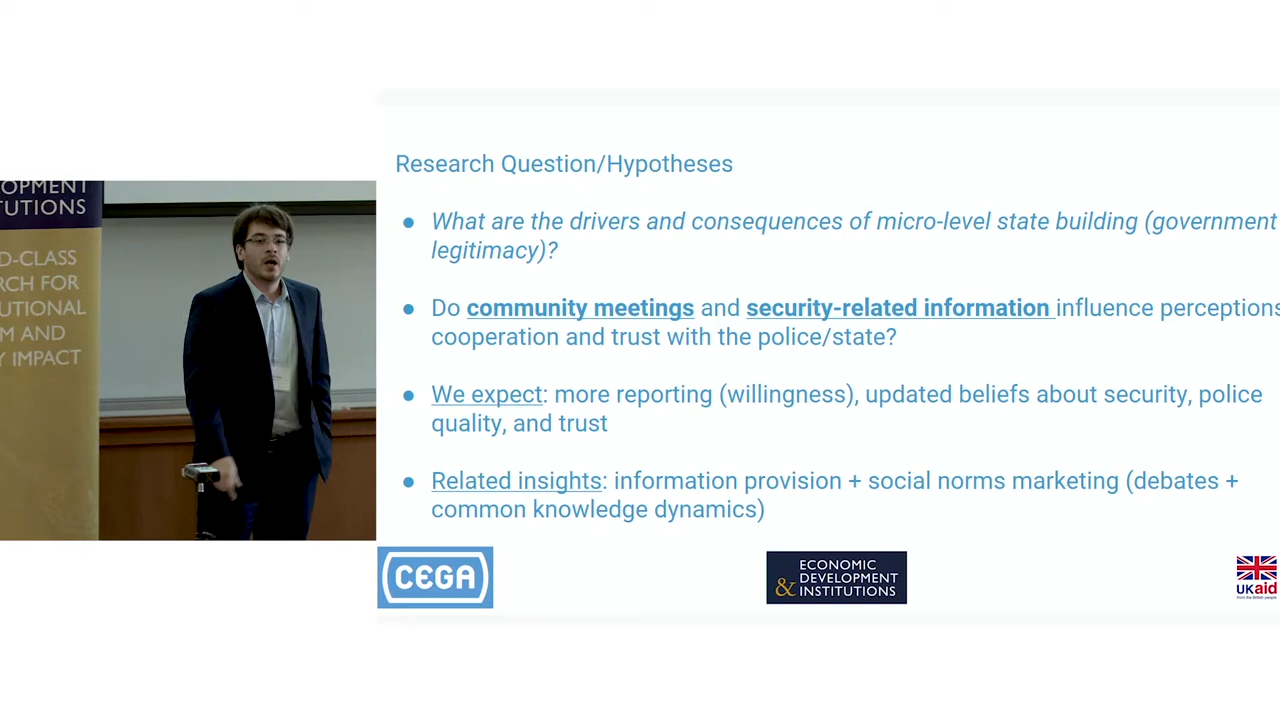 OPMENT
TUTIONS
D-CLASS
RCH FOR
UTIONAL
M AND
Y IMPACT
Research Question/Hypotheses
● What are the drivers and consequences of micro-level state building (government
legitimacy)?
● Do community meetings and security-related information influence perceptions
cooperation and trust with the police/state?
● We expect: more reporting (willingness), updated beliefs about security, police
quality, and trust
● Related insights: information provision + social norms marketing (debates +
common knowledge dynamics)
CEGA
ECONOMIC
DEVELOPMENT
& INSTITUTIONS
UKaid
from the British people